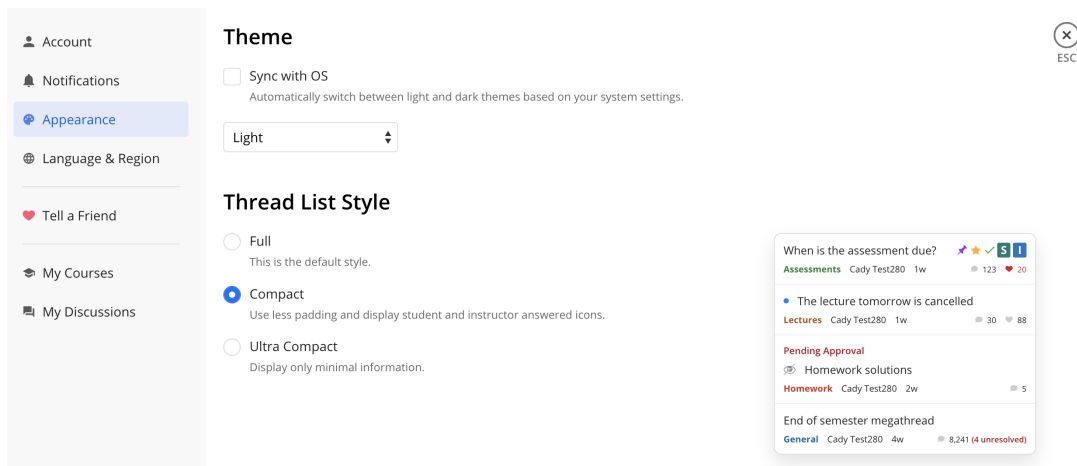 Account
Notifications
Appearance
Language & Region
Tell a Friend
My Courses
My Discussions
Theme
Sync with OS
Automatically switch between light and dark themes based on your system settings.
Light
Thread List Style
Full
This is the default style.
Compact
Use less padding and display student and instructor answered icons.
Ultra Compact
Display only minimal information.
ESC
When is the assessment due? S I
Assessments Cady Test280 1w 123 20
The lecture tomorrow is cancelled
Lectures Cady Test280 1w 30 88
Pending Approval
Homework solutions
Homework Cady Test280 2w 5
End of semester megathread
General Cady Test280 4w 8,241 (4 unresolved)